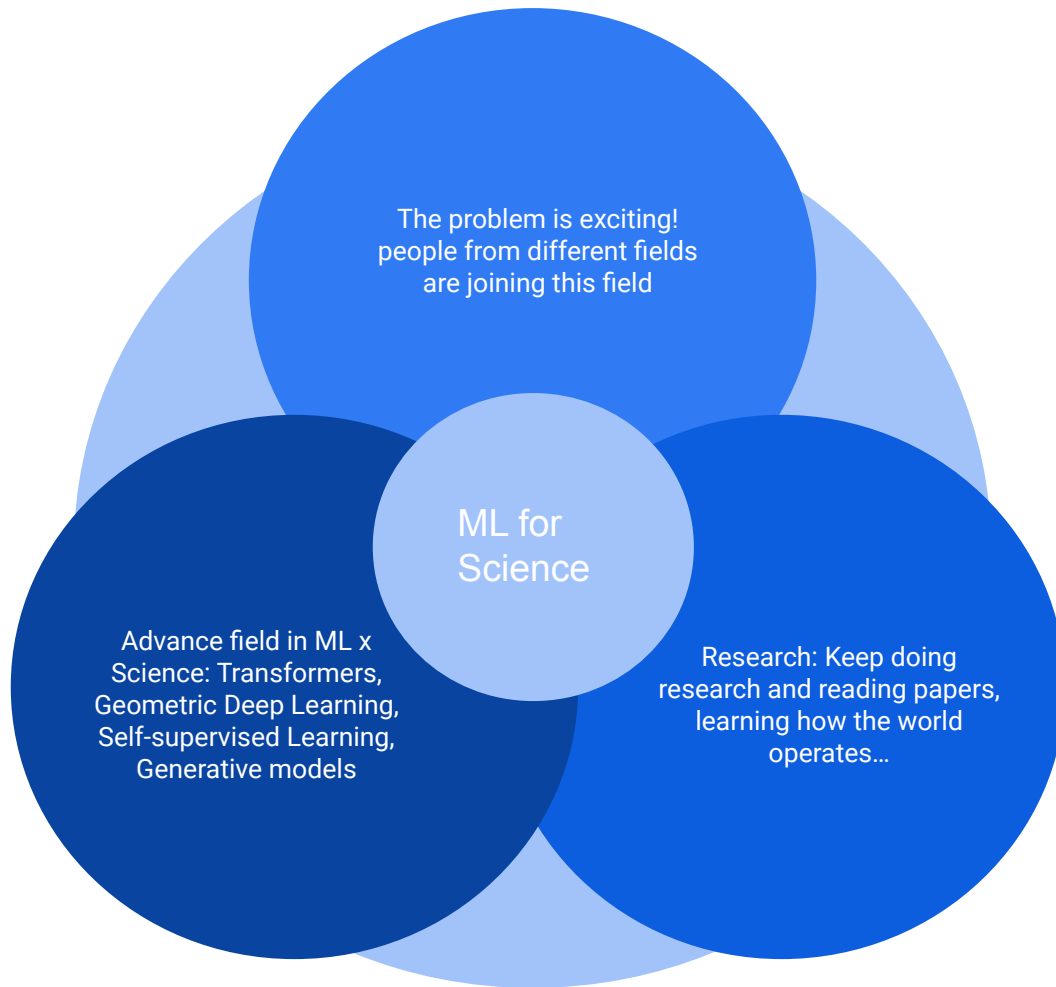 The problem is exciting!
people from different fields
are joining this field
ML for
Science
Advance field in ML x
Science: Transformers,
Geometric Deep Learning,
Self-supervised Learning,
Generative models
Research: Keep doing
research and reading papers,
learning how the world
operates…